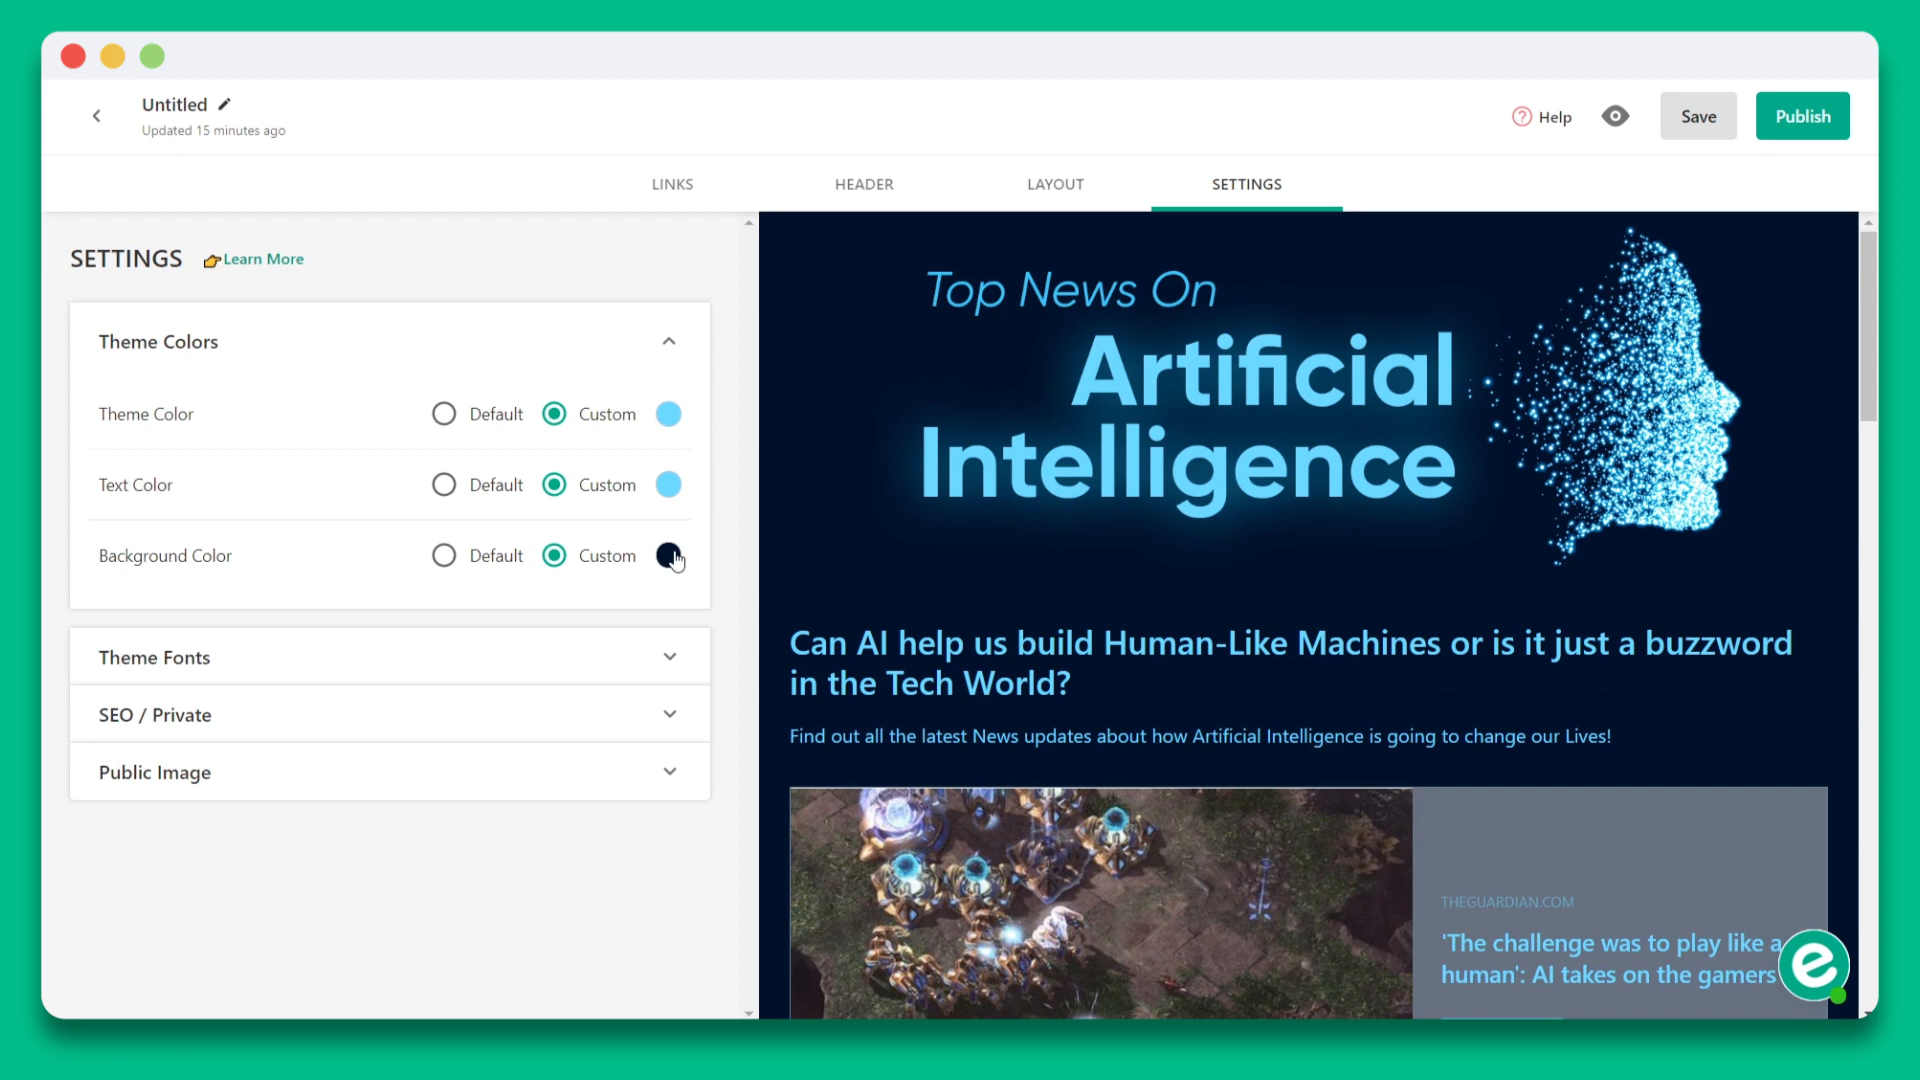 Untitled
Updated 15 minutes ago
? Help
Save
Publish
LINKS
HEADER
LAYOUT
SETTINGS
SETTINGS
Learn More
Theme Colors
Theme Color
Default
Custom
Text Color
Default
Custom
Background Color
Default
Custom
Theme Fonts
SEO / Private
Public Image
Top News On
Artificial
Intelligence
Can AI help us build Human-Like Machines or is it just a buzzword
in the Tech World?
Find out all the latest News updates about how Artificial Intelligence is going to change our Lives!
THEGUARDIAN.COM
'The challenge was to play like a
human': AI takes on the gamers
e